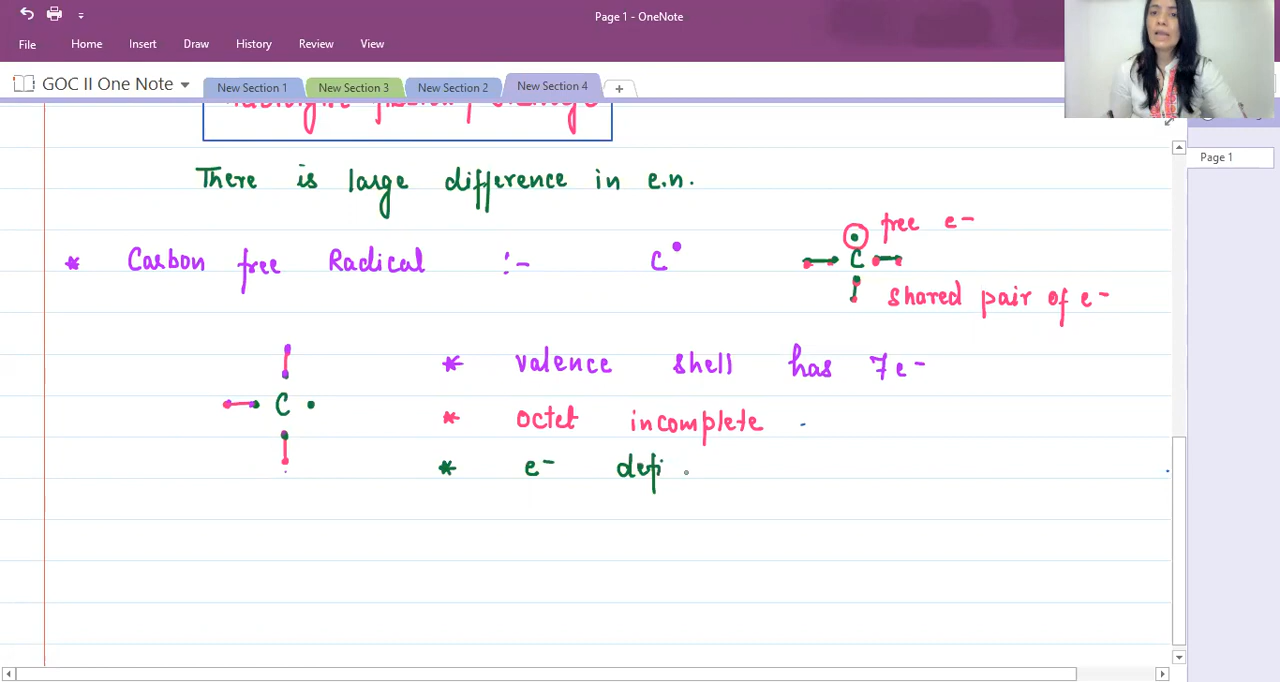 Page 1 - OneNote
File Home Insert Draw History Review View
GOC II One Note New Section 1 New Section 3 New Section 2 New Section 4 +
Page 1
There is large difference in e.n.
* Carbon free Radical :- C• C free e-
shared pair of e-
C • * valence shell has 7e-
* octet incomplete
* e- defi